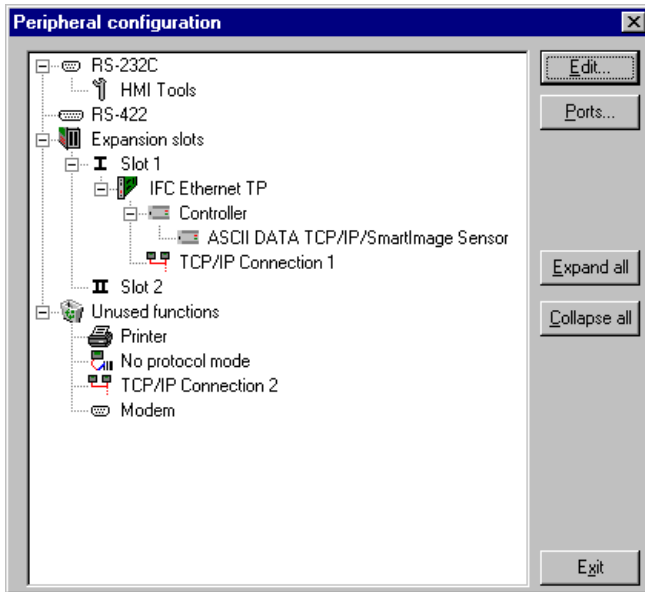 Peripheral configuration
RS-232C
HMI Tools
RS-422
Expansion slots
I Slot 1
IFC Ethernet TP
Controller
ASCII DATA TCP/IP/SmartImage Sensor
TCP/IP Connection 1
II Slot 2
Unused functions
Printer
No protocol mode
TCP/IP Connection 2
Modem
Edit...
Ports...
Expand all
Collapse all
Exit